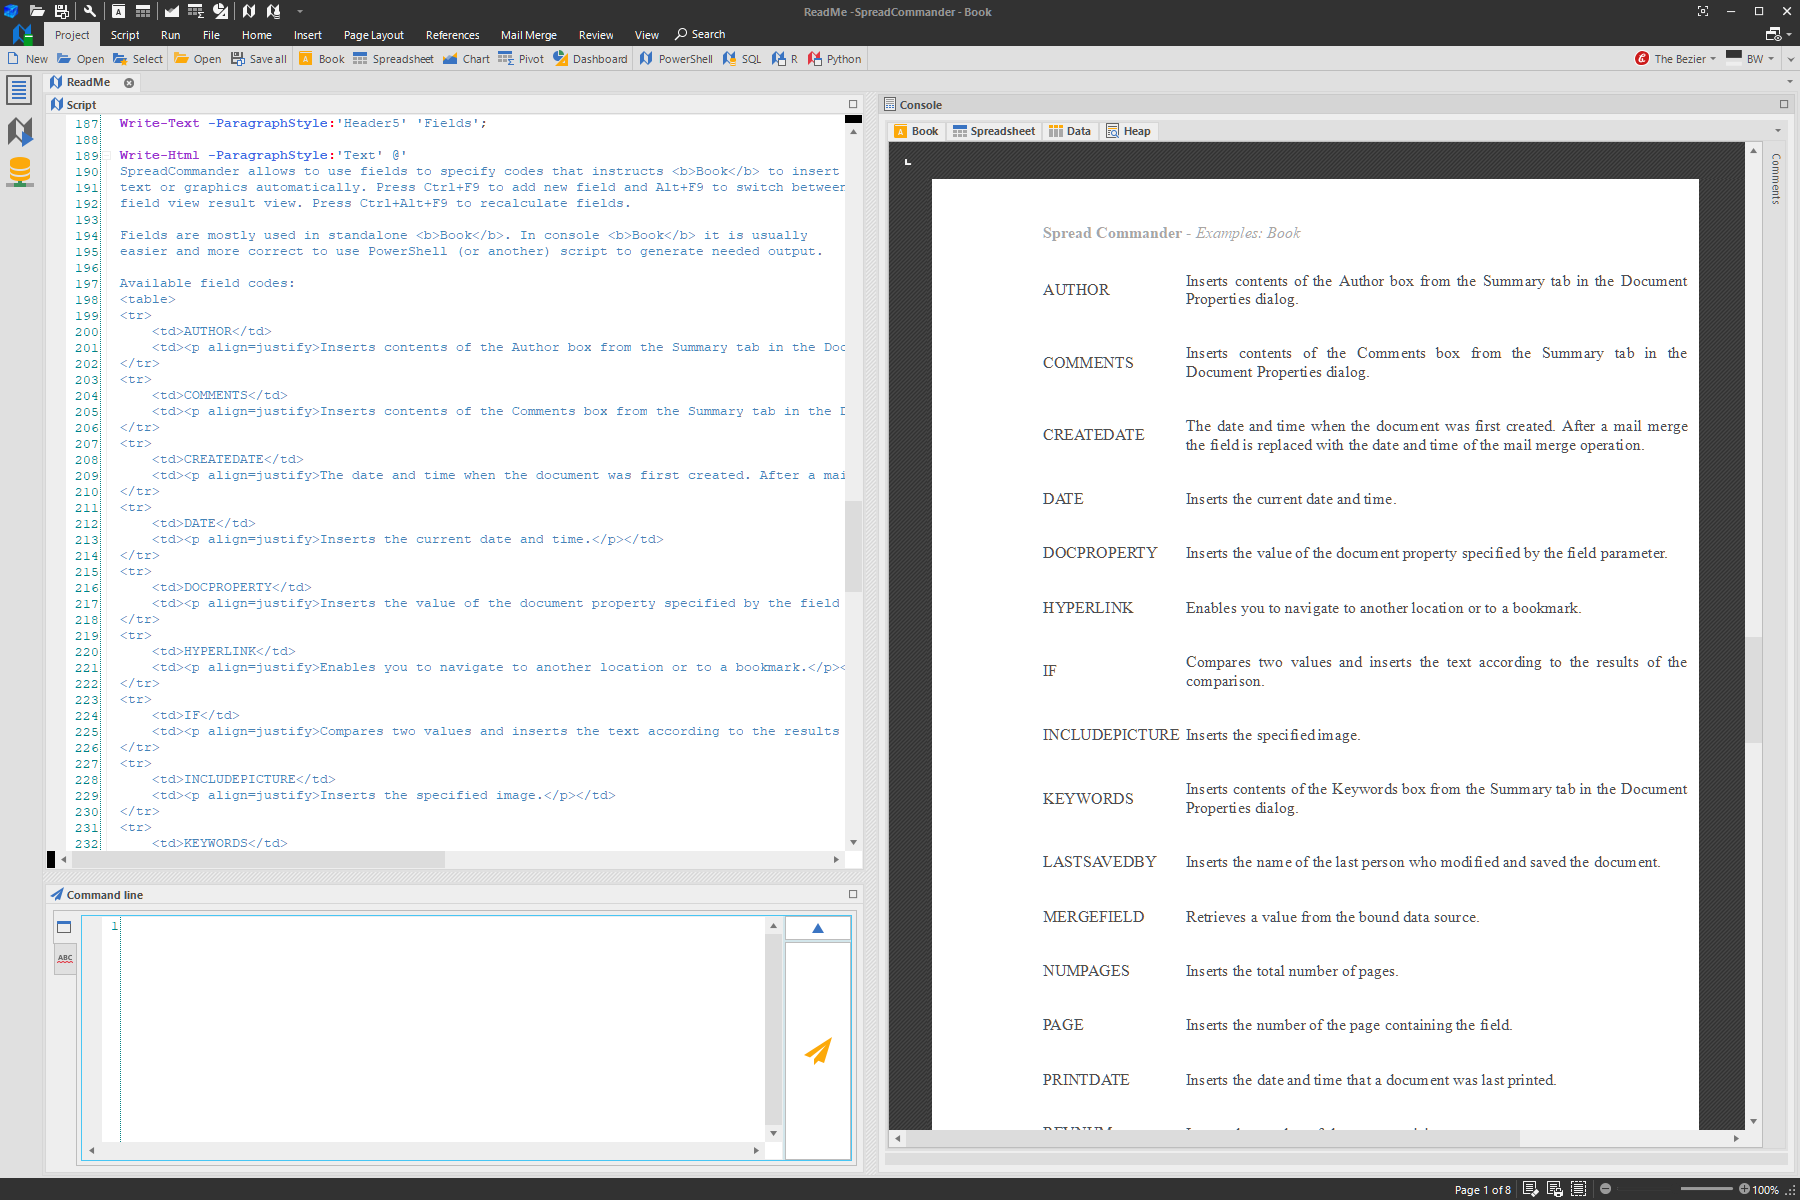 ReadMe -SpreadCommander - Book
Project Script Run File Home Insert Page Layout References Mail Merge Review View Search
New Open Select Open Save all Book Spreadsheet Chart Pivot Dashboard PowerShell SQL R Python The Bezier BW
ReadMe
Script
187 Write-Text -ParagraphStyle:'Header5' 'Fields';
188
189 Write-Html -ParagraphStyle:'Text' @'
190 SpreadCommander allows to use fields to specify codes that instructs <b>Book</b> to insert
191 text or graphics automatically. Press Ctrl+F9 to add new field and Alt+F9 to switch between
192 field view result view. Press Ctrl+Alt+F9 to recalculate fields.
193
194 Fields are mostly used in standalone <b>Book</b>. In console <b>Book</b> it is usually
195 easier and more correct to use PowerShell (or another) script to generate needed output.
196
197 Available field codes:
198 <table>
199 <tr>
200 <td>AUTHOR</td>
201 <td><p align=justify>Inserts contents of the Author box from the Summary tab in the Doc
202 </tr>
203 <tr>
204 <td>COMMENTS</td>
205 <td><p align=justify>Inserts contents of the Comments box from the Summary tab in the D
206 </tr>
207 <tr>
208 <td>CREATEDATE</td>
209 <td><p align=justify>The date and time when the document was first created. After a mai
210 </tr>
211 <tr>
212 <td>DATE</td>
213 <td><p align=justify>Inserts the current date and time.</p></td>
214 </tr>
215 <tr>
216 <td>DOCPROPERTY</td>
217 <td><p align=justify>Inserts the value of the document property specified by the field
218 </tr>
219 <tr>
220 <td>HYPERLINK</td>
221 <td><p align=justify>Enables you to navigate to another location or to a bookmark.</p><
222 </tr>
223 <tr>
224 <td>IF</td>
225 <td><p align=justify>Compares two values and inserts the text according to the results
226 </tr>
227 <tr>
228 <td>INCLUDEPICTURE</td>
229 <td><p align=justify>Inserts the specified image.</p></td>
230 </tr>
231 <tr>
232 <td>KEYWORDS</td>
Command line
ABC
1
Console
Book Spreadsheet Data Heap
Comments
Spread Commander - Examples: Book
AUTHOR Inserts contents of the Author box from the Summary tab in the Document
Properties dialog.
COMMENTS Inserts contents of the Comments box from the Summary tab in the
Document Properties dialog.
CREATEDATE The date and time when the document was first created. After a mail merge
the field is replaced with the date and time of the mail merge operation.
DATE Inserts the current date and time.
DOCPROPERTY Inserts the value of the document property specified by the field parameter.
HYPERLINK Enables you to navigate to another location or to a bookmark.
IF Compares two values and inserts the text according to the results of the
comparison.
INCLUDEPICTURE Inserts the specified image.
KEYWORDS Inserts contents of the Keywords box from the Summary tab in the Document
Properties dialog.
LASTSAVEDBY Inserts the name of the last person who modified and saved the document.
MERGEFIELD Retrieves a value from the bound data source.
NUMPAGES Inserts the total number of pages.
PAGE Inserts the number of the page containing the field.
PRINTDATE Inserts the date and time that a document was last printed.
Page 1 of 8 100%